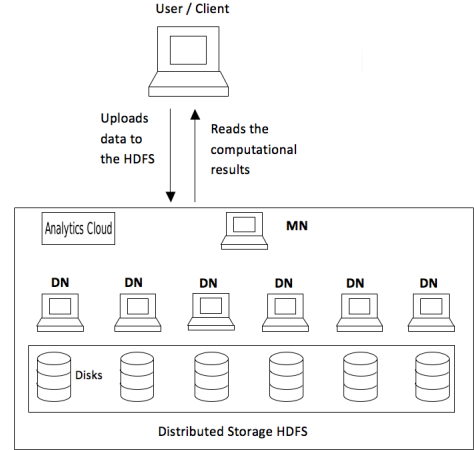 User / Client
Uploads
data to
the HDFS
Reads the
computational
results
Analytics Cloud
MN
DN DN DN DN DN DN
Disks
Distributed Storage HDFS